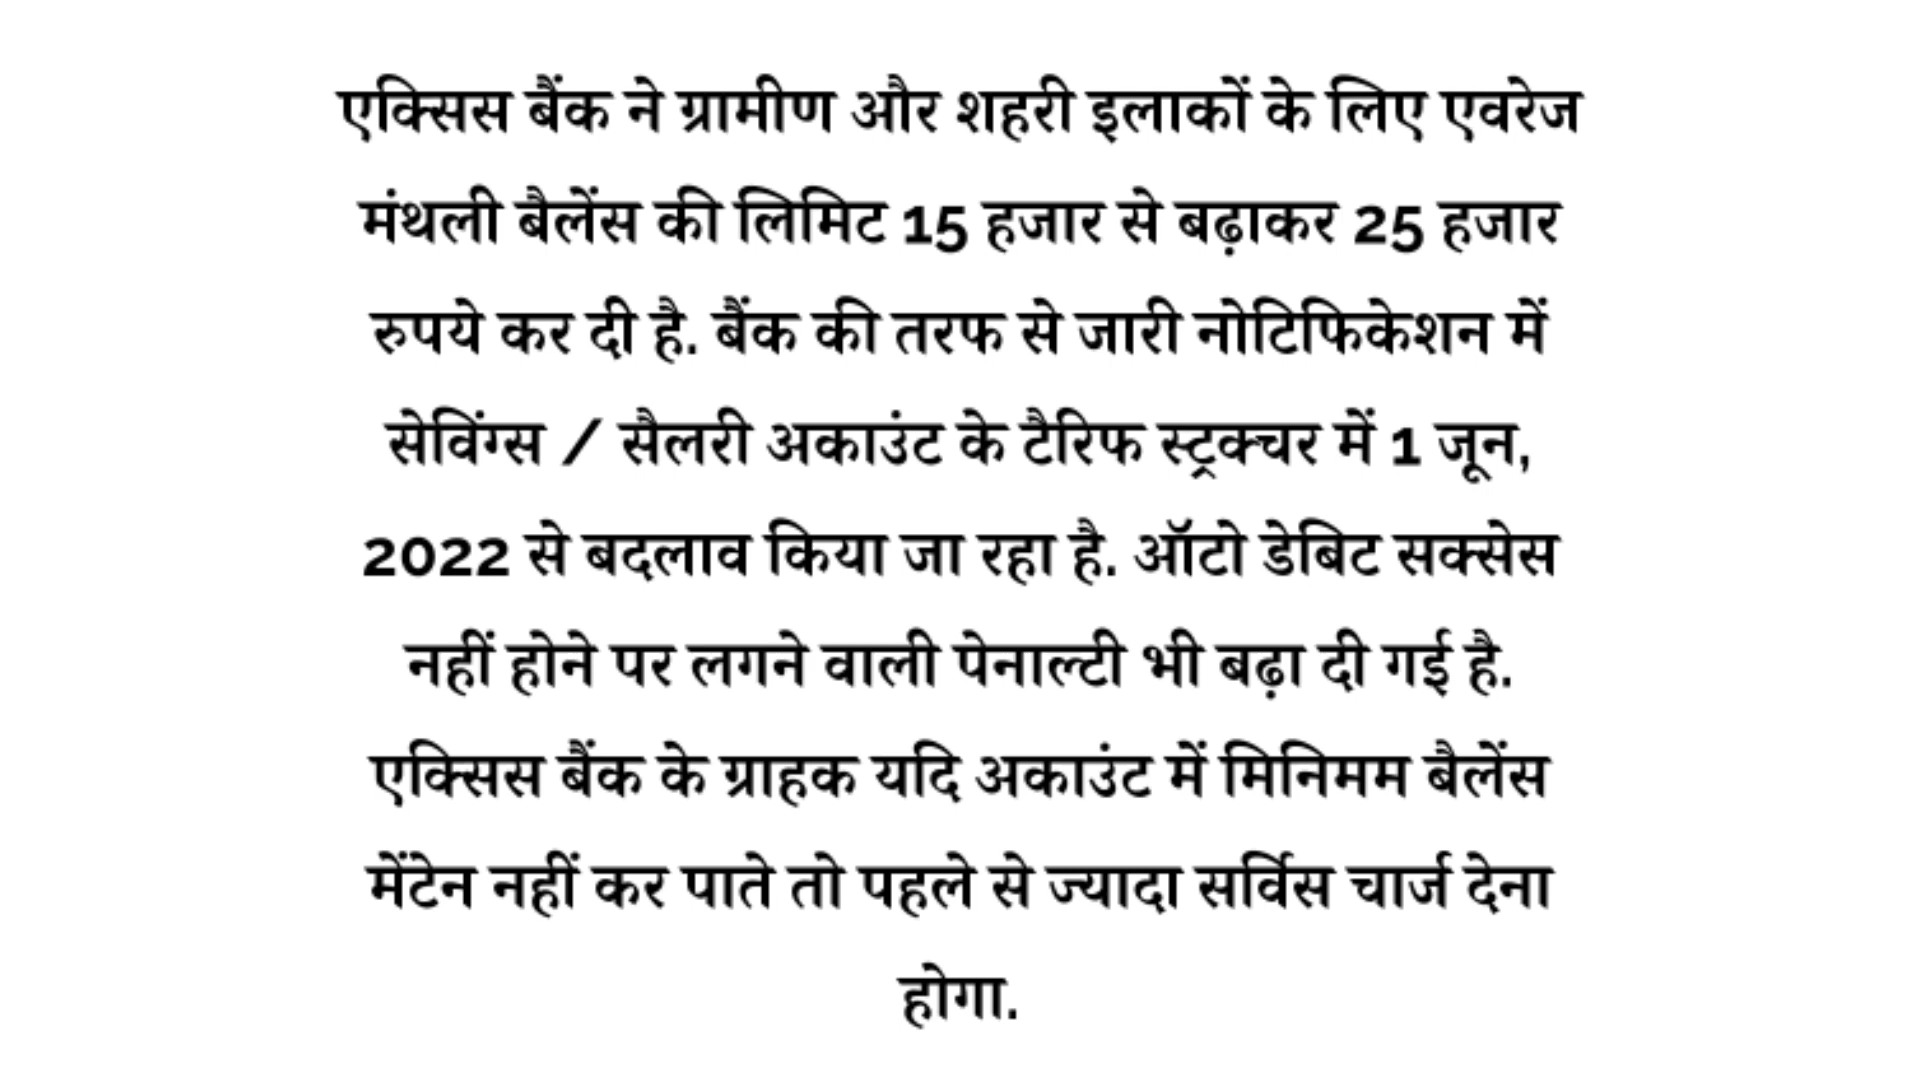 एक्सिस बैंक ने ग्रामीण और शहरी इलाकों के लिए एवरेज
मंथली बैलेंस की लिमिट 15 हजार से बढ़ाकर 25 हजार
रुपये कर दी है. बैंक की तरफ से जारी नोटिफिकेशन में
सेविंग्स / सैलरी अकाउंट के टैरिफ स्ट्रक्चर में 1 जून,
2022 से बदलाव किया जा रहा है. ऑटो डेबिट सक्सेस
नहीं होने पर लगने वाली पेनाल्टी भी बढ़ा दी गई है.
एक्सिस बैंक के ग्राहक यदि अकाउंट में मिनिमम बैलेंस
मेंटेन नहीं कर पाते तो पहले से ज्यादा सर्विस चार्ज देना
होगा.